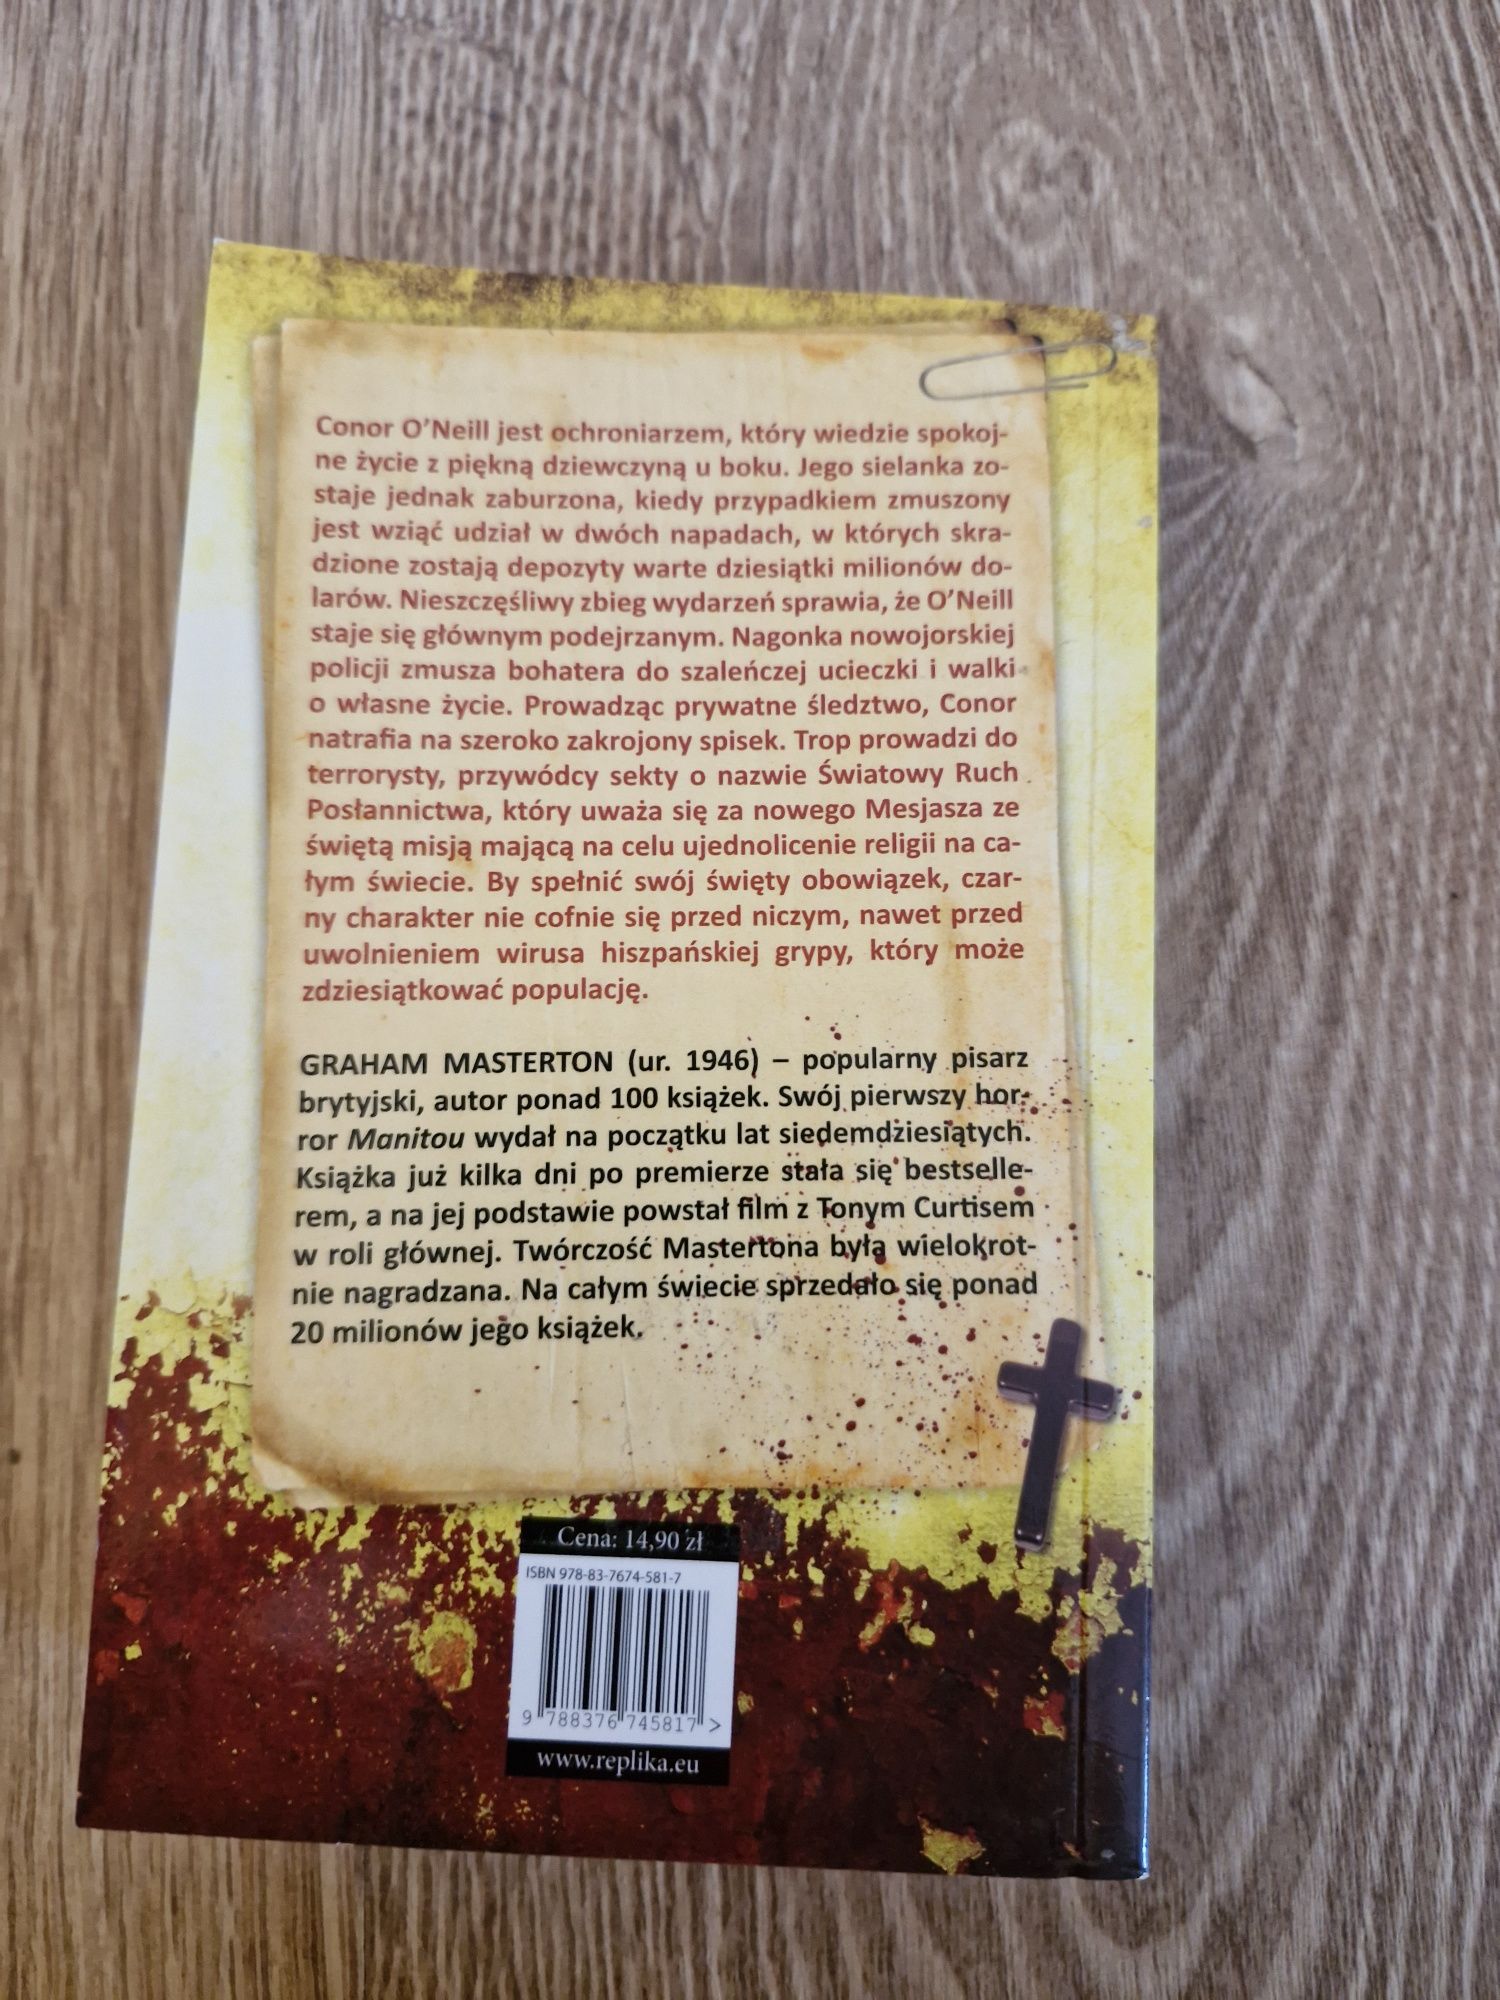 Conor O'Neill jest ochroniarzem, który wiedzie spokoj-
ne życie z piękną dziewczyną u boku. Jego sielanka zo-
staje jednak zaburzona, kiedy przypadkiem zmuszony
jest wziąć udział w dwóch napadach, w których skra-
dzione zostają depozyty warte dziesiątki milionów do-
larów. Nieszczęśliwy zbieg wydarzeń sprawia, że O'Neill
staje się głównym podejrzanym. Nagonka nowojorskiej
policji zmusza bohatera do szaleńczej ucieczki i walki
o własne życie. Prowadząc prywatne śledztwo, Conor
natrafia na szeroko zakrojony spisek. Trop prowadzi do
terrorysty, przywódcy sekty o nazwie Światowy Ruch
Posłannictwa, który uważa się za nowego Mesjasza ze
świętą misją mającą na celu ujednolicenie religii na ca-
łym świecie. By spełnić swój święty obowiązek, czar-
ny charakter nie cofnie się przed niczym, nawet przed
uwolnieniem wirusa hiszpańskiej grypy, który może
zdziesiątkować populację.
GRAHAM MASTERTON (ur. 1946) – popularny pisarz
brytyjski, autor ponad 100 książek. Swój pierwszy hor-
ror Manitou wydał na początku lat siedemdziesiątych.
Książka już kilka dni po premierze stała się bestselle-
rem, a na jej podstawie powstał film z Tonym Curtisem
w roli głównej. Twórczość Mastertona była wielokrot-
nie nagradzana. Na całym świecie sprzedało się ponad
20 milionów jego książek.
Cena: 14,90 zł
ISBN 978-83-7674-581-7
9 788376 745817 >
www.replika.eu